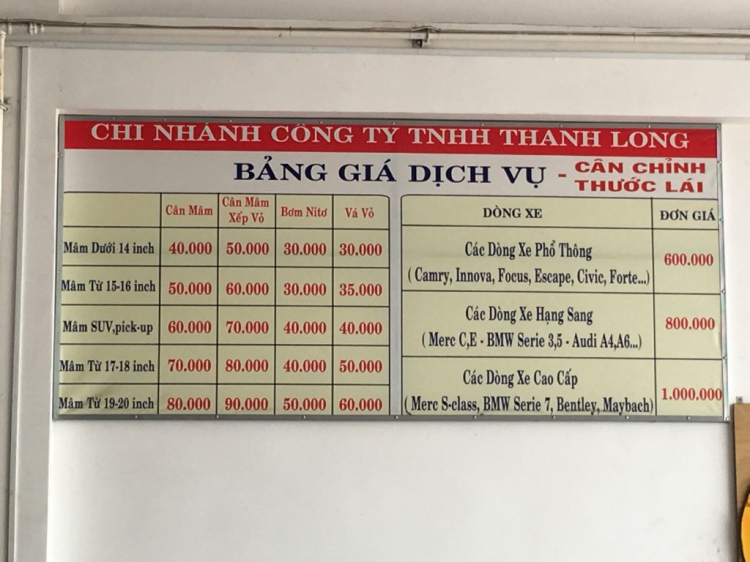 CHI NHÁNH CÔNG TY TNHH THANH LONG
BẢNG GIÁ DỊCH VỤ - CÂN CHỈNH THƯỚC LÁI
Cân Mâm Cân Mâm Xếp Vỏ Bơm Nitơ Vá Vỏ
Mâm Dưới 14 inch 40.000 50.000 30.000 30.000
Mâm Từ 15-16 inch 50.000 60.000 30.000 35.000
Mâm SUV,pick-up 60.000 70.000 40.000 40.000
Mâm Từ 17-18 inch 70.000 80.000 40.000 50.000
Mâm Từ 19-20 inch 80.000 90.000 50.000 60.000
DÒNG XE ĐƠN GIÁ
Các Dòng Xe Phổ Thông
( Camry, Innova, Focus, Escape, Civic, Forte...) 600.000
Các Dòng Xe Hạng Sang
( Merc C,E - BMW Serie 3,5 - Audi A4,A6...) 800.000
Các Dòng Xe Cao Cấp
( Merc S-class, BMW Serie 7, Bentley, Maybach) 1.000.000